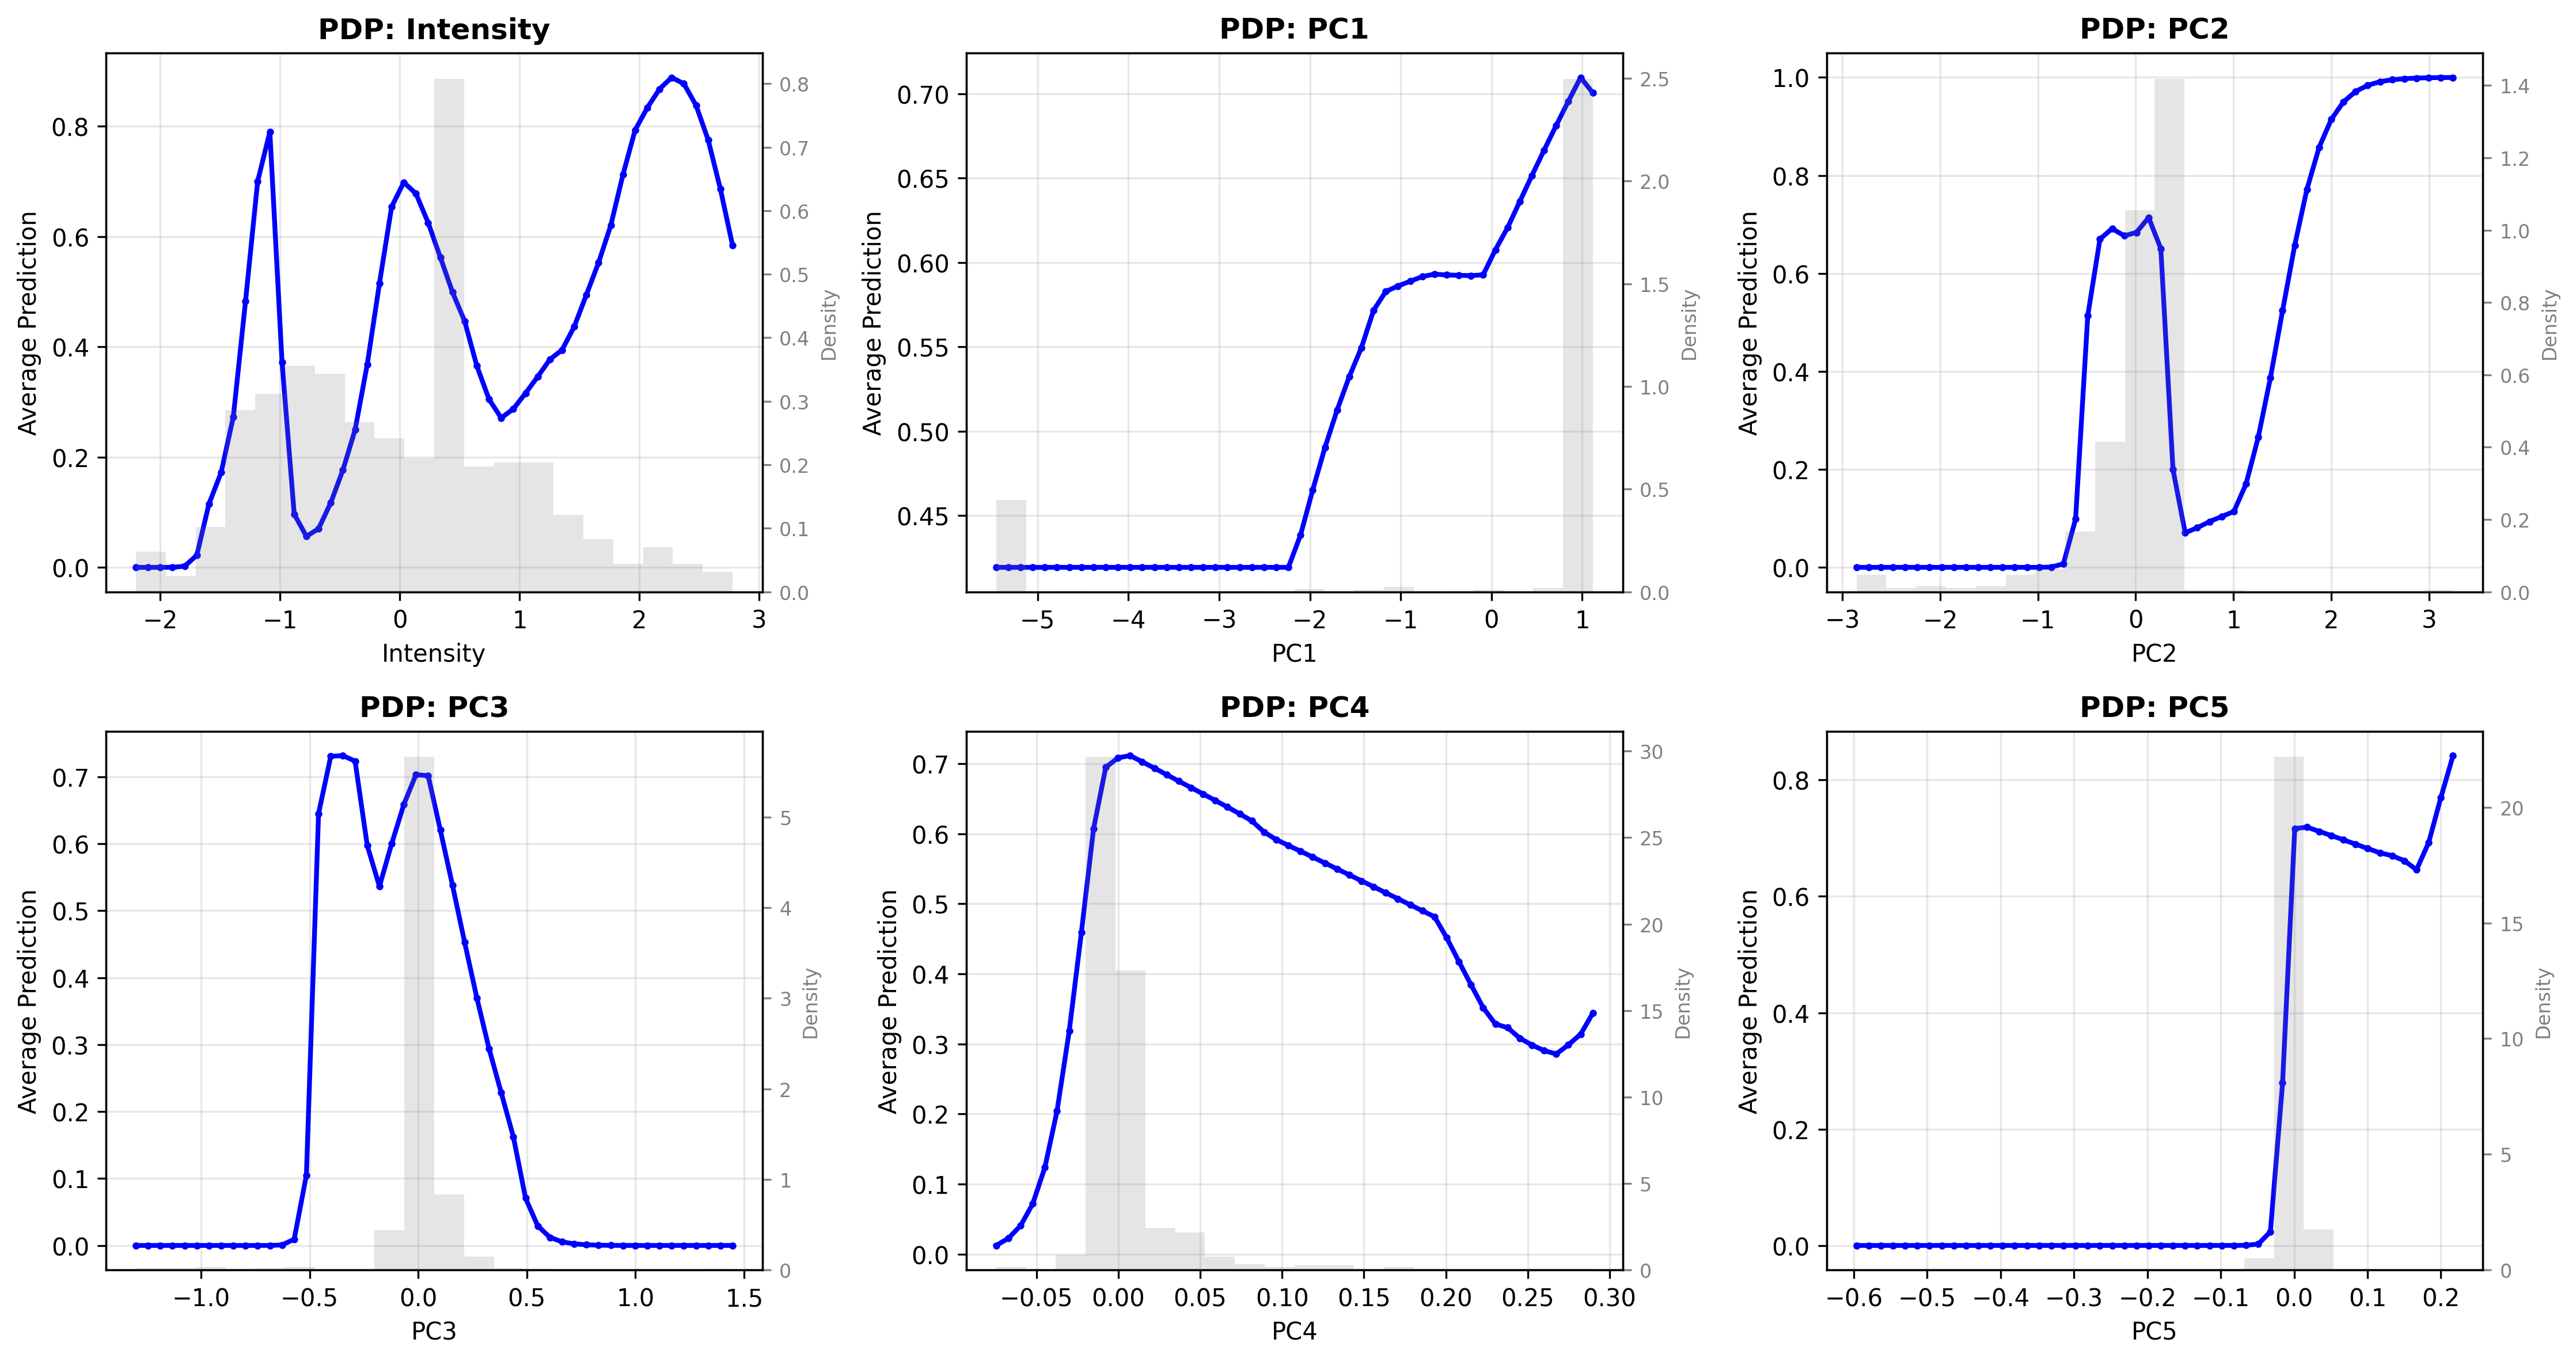 PDP: Intensity
Average Prediction
0.8
0.6
0.4
0.2
0.0
0.8
0.7
0.6
0.5
0.4
0.3
0.2
0.1
0.0
Density
−2 −1 0 1 2 3
Intensity
PDP: PC1
Average Prediction
0.70
0.65
0.60
0.55
0.50
0.45
2.5
2.0
1.5
1.0
0.5
0.0
Density
−5 −4 −3 −2 −1 0 1
PC1
PDP: PC2
Average Prediction
1.0
0.8
0.6
0.4
0.2
0.0
1.4
1.2
1.0
0.8
0.6
0.4
0.2
0.0
Density
−3 −2 −1 0 1 2 3
PC2
PDP: PC3
Average Prediction
0.7
0.6
0.5
0.4
0.3
0.2
0.1
0.0
5
4
3
2
1
0
Density
−1.0 −0.5 0.0 0.5 1.0 1.5
PC3
PDP: PC4
Average Prediction
0.7
0.6
0.5
0.4
0.3
0.2
0.1
0.0
30
25
20
15
10
5
0
Density
−0.05 0.00 0.05 0.10 0.15 0.20 0.25 0.30
PC4
PDP: PC5
Average Prediction
0.8
0.6
0.4
0.2
0.0
20
15
10
5
0
Density
−0.6 −0.5 −0.4 −0.3 −0.2 −0.1 0.0 0.1 0.2
PC5